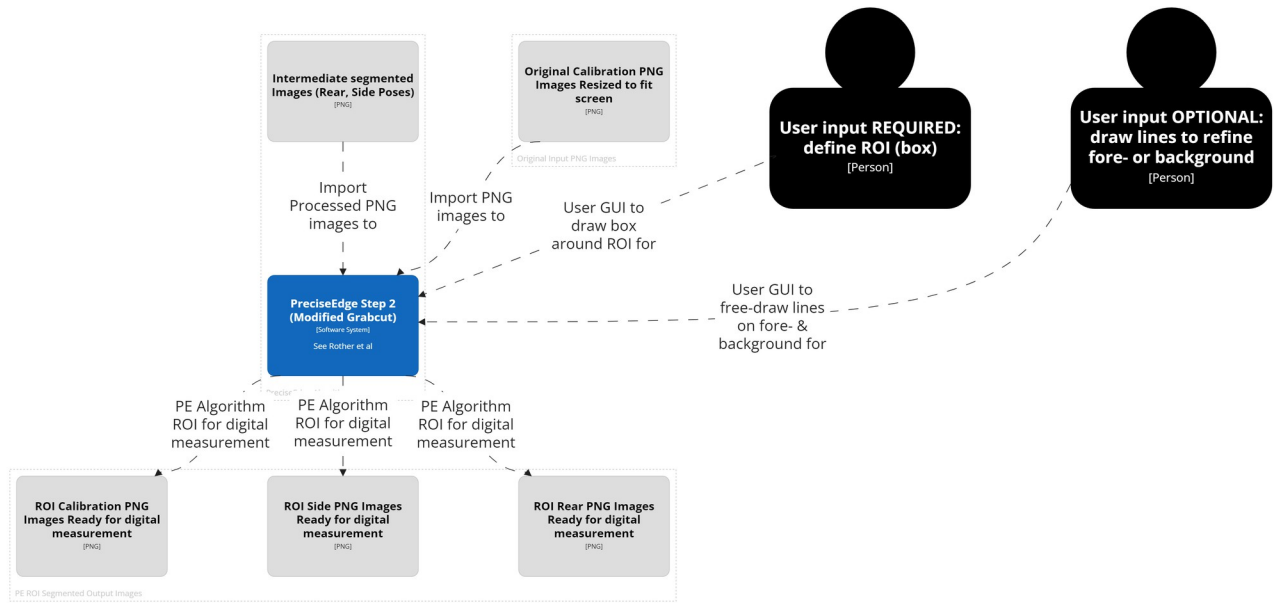 Intermediate segmented
Images (Rear, Side Poses)
[PNG]
Original Calibration PNG
Images Resized to fit
screen
[PNG]
Original Input PNG Images
User input REQUIRED:
define ROI (box)
[Person]
User input OPTIONAL:
draw lines to refine
fore- or background
[Person]
Import
Processed PNG
images to
Import PNG
images to
User GUI to
draw box
around ROI for
User GUI to
free-draw lines
on fore- &
background for
PreciseEdge Step 2
(Modified Grabcut)
[Software System]
See Rother et al
PE Algorithm
ROI for digital
measurement
PE Algorithm
ROI for digital
measurement
PE Algorithm
ROI for digital
measurement
ROI Calibration PNG
Images Ready for digital
measurement
[PNG]
ROI Side PNG Images
Ready for digital
measurement
[PNG]
ROI Rear PNG Images
Ready for digital
measurement
[PNG]
PE ROI Segmented Output Images